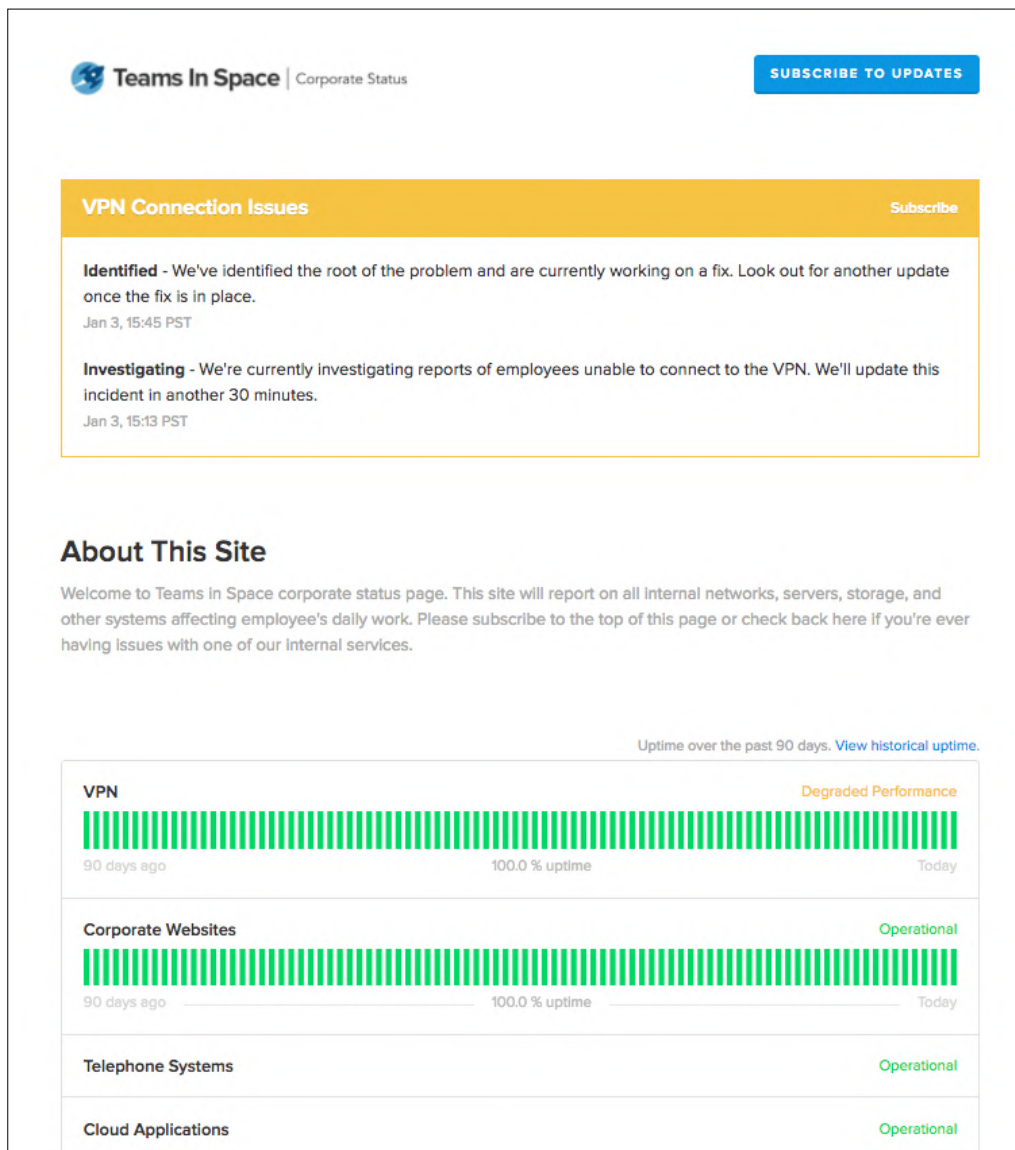 Teams In Space | Corporate Status
SUBSCRIBE TO UPDATES
VPN Connection Issues
Subscribe
Identified - We've identified the root of the problem and are currently working on a fix. Look out for another update
once the fix is in place.
Jan 3, 15:45 PST
Investigating - We're currently investigating reports of employees unable to connect to the VPN. We'll update this
incident in another 30 minutes.
Jan 3, 15:13 PST
About This Site
Welcome to Teams in Space corporate status page. This site will report on all internal networks, servers, storage, and
other systems affecting employee's daily work. Please subscribe to the top of this page or check back here if you're ever
having issues with one of our internal services.
Uptime over the past 90 days. View historical uptime.
VPN
Degraded Performance
90 days ago
100.0 % uptime
Today
Corporate Websites
Operational
90 days ago
100.0 % uptime
Today
Telephone Systems
Operational
Cloud Applications
Operational